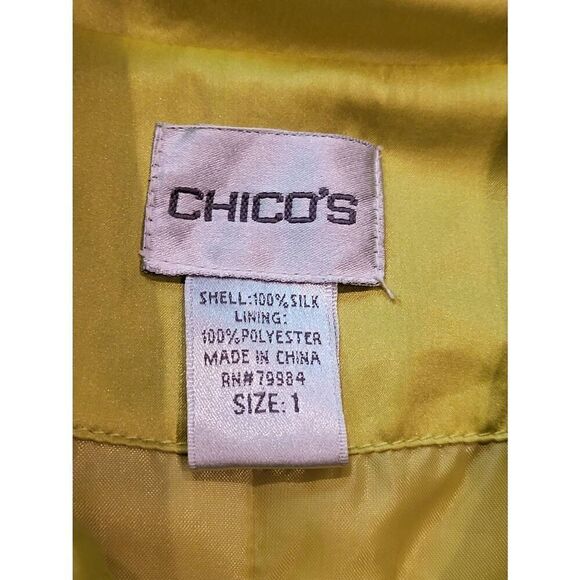 CHICO'S
SHELL:100%SILK
LINING:
100%POLYESTER
MADE IN CHINA
RN#79984
SIZE:1